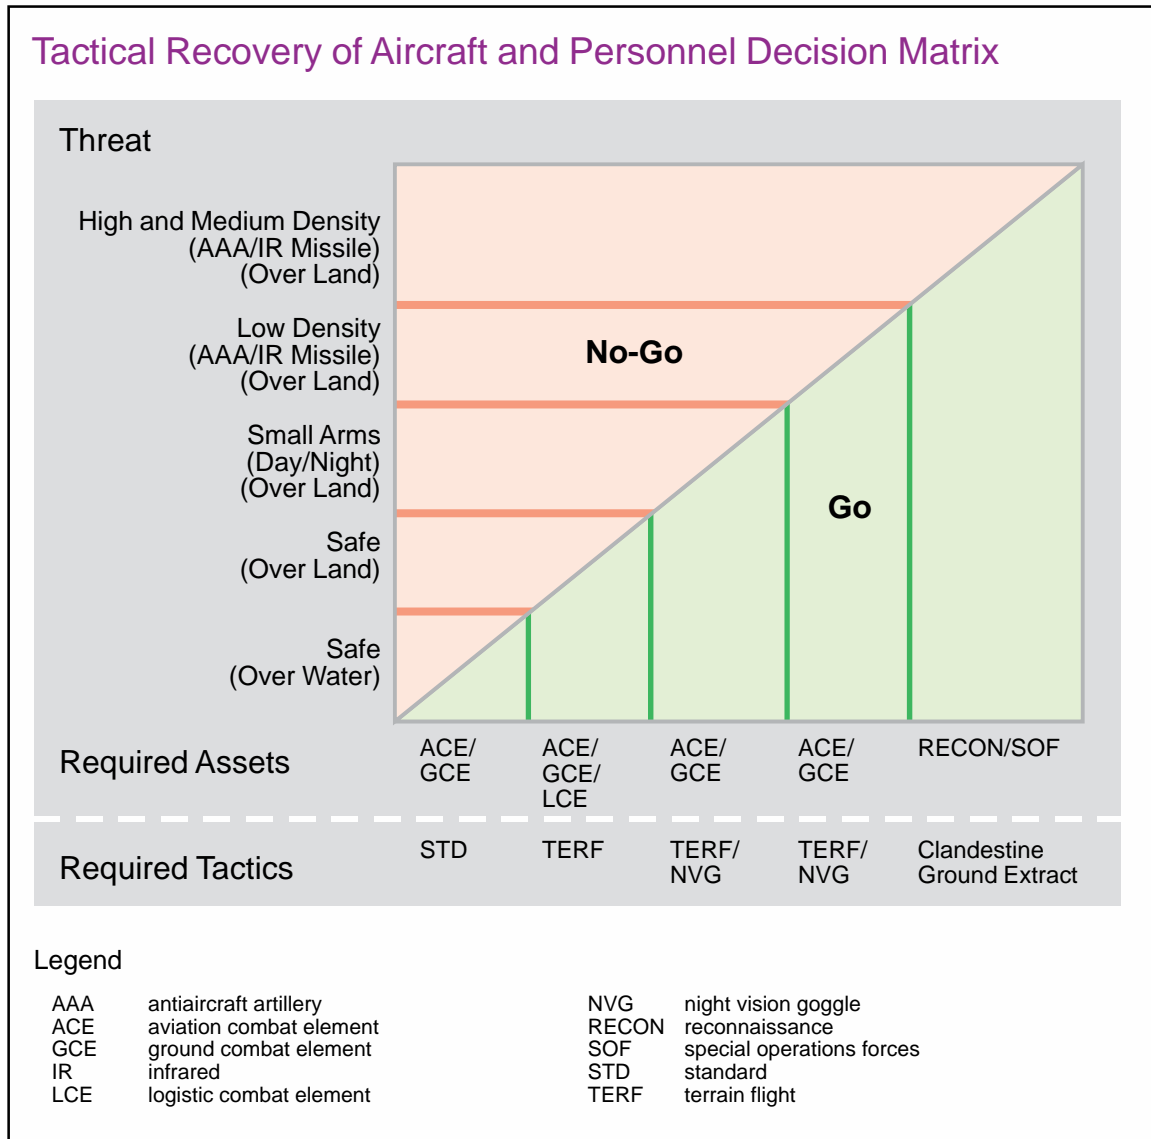 Tactical Recovery of Aircraft and Personnel Decision Matrix
Threat
High and Medium Density
(AAA/IR Missile)
(Over Land)
Low Density
(AAA/IR Missile)
(Over Land)
No-Go
Small Arms
(Day/Night)
(Over Land)
Go
Safe
(Over Land)
Safe
(Over Water)
Required Assets
ACE/
GCE
ACE/
GCE/
LCE
ACE/
GCE
ACE/
GCE
RECON/SOF
Required Tactics
STD
TERF
TERF/
NVG
TERF/
NVG
Clandestine
Ground Extract
Legend
AAA antiaircraft artillery
ACE aviation combat element
GCE ground combat element
IR infrared
LCE logistic combat element
NVG night vision goggle
RECON reconnaissance
SOF special operations forces
STD standard
TERF terrain flight